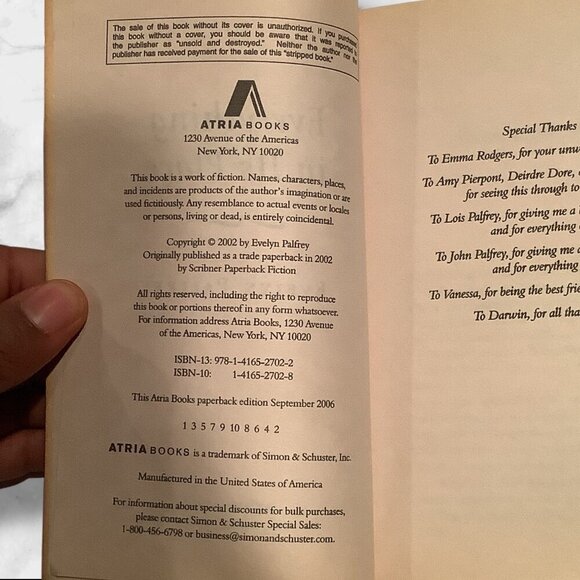 The sale of this book without its cover is unauthorized. If you purchased
this book without a cover, you should be aware that it was reported to
the publisher as "unsold and destroyed." Neither the author nor the
publisher has received payment for the sale of this "stripped book."
ATRIA BOOKS
1230 Avenue of the Americas
New York, NY 10020
This book is a work of fiction. Names, characters, places,
and incidents are products of the author's imagination or are
used fictitiously. Any resemblance to actual events or locales
or persons, living or dead, is entirely coincidental.
Copyright © 2002 by Evelyn Palfrey
Originally published as a trade paperback in 2002
by Scribner Paperback Fiction
All rights reserved, including the right to reproduce
this book or portions thereof in any form whatsoever.
For information address Atria Books, 1230 Avenue
of the Americas, New York, NY 10020
ISBN-13: 978-1-4165-2702-2
ISBN-10: 1-4165-2702-8
This Atria Books paperback edition September 2006
1 3 5 7 9 10 8 6 4 2
ATRIA BOOKS is a trademark of Simon & Schuster, Inc.
Manufactured in the United States of America
For information about special discounts for bulk purchases,
please contact Simon & Schuster Special Sales:
1-800-456-6798 or business@simonandschuster.com.
Special Thanks
To Emma Rodgers, for your
To Amy Pierpont, Deirdre Dore,
for seeing this through to
To Lois Palfrey, for giving me a
and for everything
To John Palfrey, for giving me
and for everything
To Vanessa, for being the best
To Darwin, for all